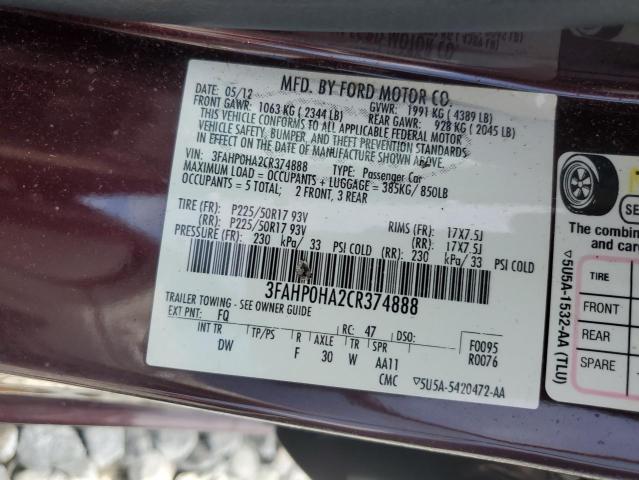 MFD. BY FORD MOTOR CO.
DATE: 05/12 GVWR: 1991 KG ( 4389 LB)
FRONT GAWR: 1063 KG ( 2344 LB) REAR GAWR: 928 KG ( 2045 LB)
THIS VEHICLE CONFORMS TO ALL APPLICABLE FEDERAL MOTOR
VEHICLE SAFETY, BUMPER, AND THEFT PREVENTION STANDARDS
IN EFFECT ON THE DATE OF MANUFACTURE SHOWN ABOVE.
VIN: 3FAHP0HA2CR374888 TYPE: Passenger Car
MAXIMUM LOAD = OCCUPANTS + LUGGAGE = 385KG/ 850LB
OCCUPANTS = 5 TOTAL; 2 FRONT, 3 REAR
TIRE (FR): P225/50R17 93V RIMS (FR): 17X7.5J
(RR): P225/50R17 93V (RR): 17X7.5J
PRESSURE (FR): 230 kPa/ 33 PSI COLD (RR): 230 kPa/ 33 PSI COLD
3FAHP0HA2CR374888
TRAILER TOWING - SEE OWNER GUIDE
EXT PNT: FQ RC: 47 DSO: F0095
INT TR TP/PS R AXLE TR SPR R0076
DW F 30 W AA11
CMC ▽5U5A-5420472-AA
▽5U5A-1532-AA (TLU)
SE
The combine
and ca
TIRE
FRONT
REAR
SPARE